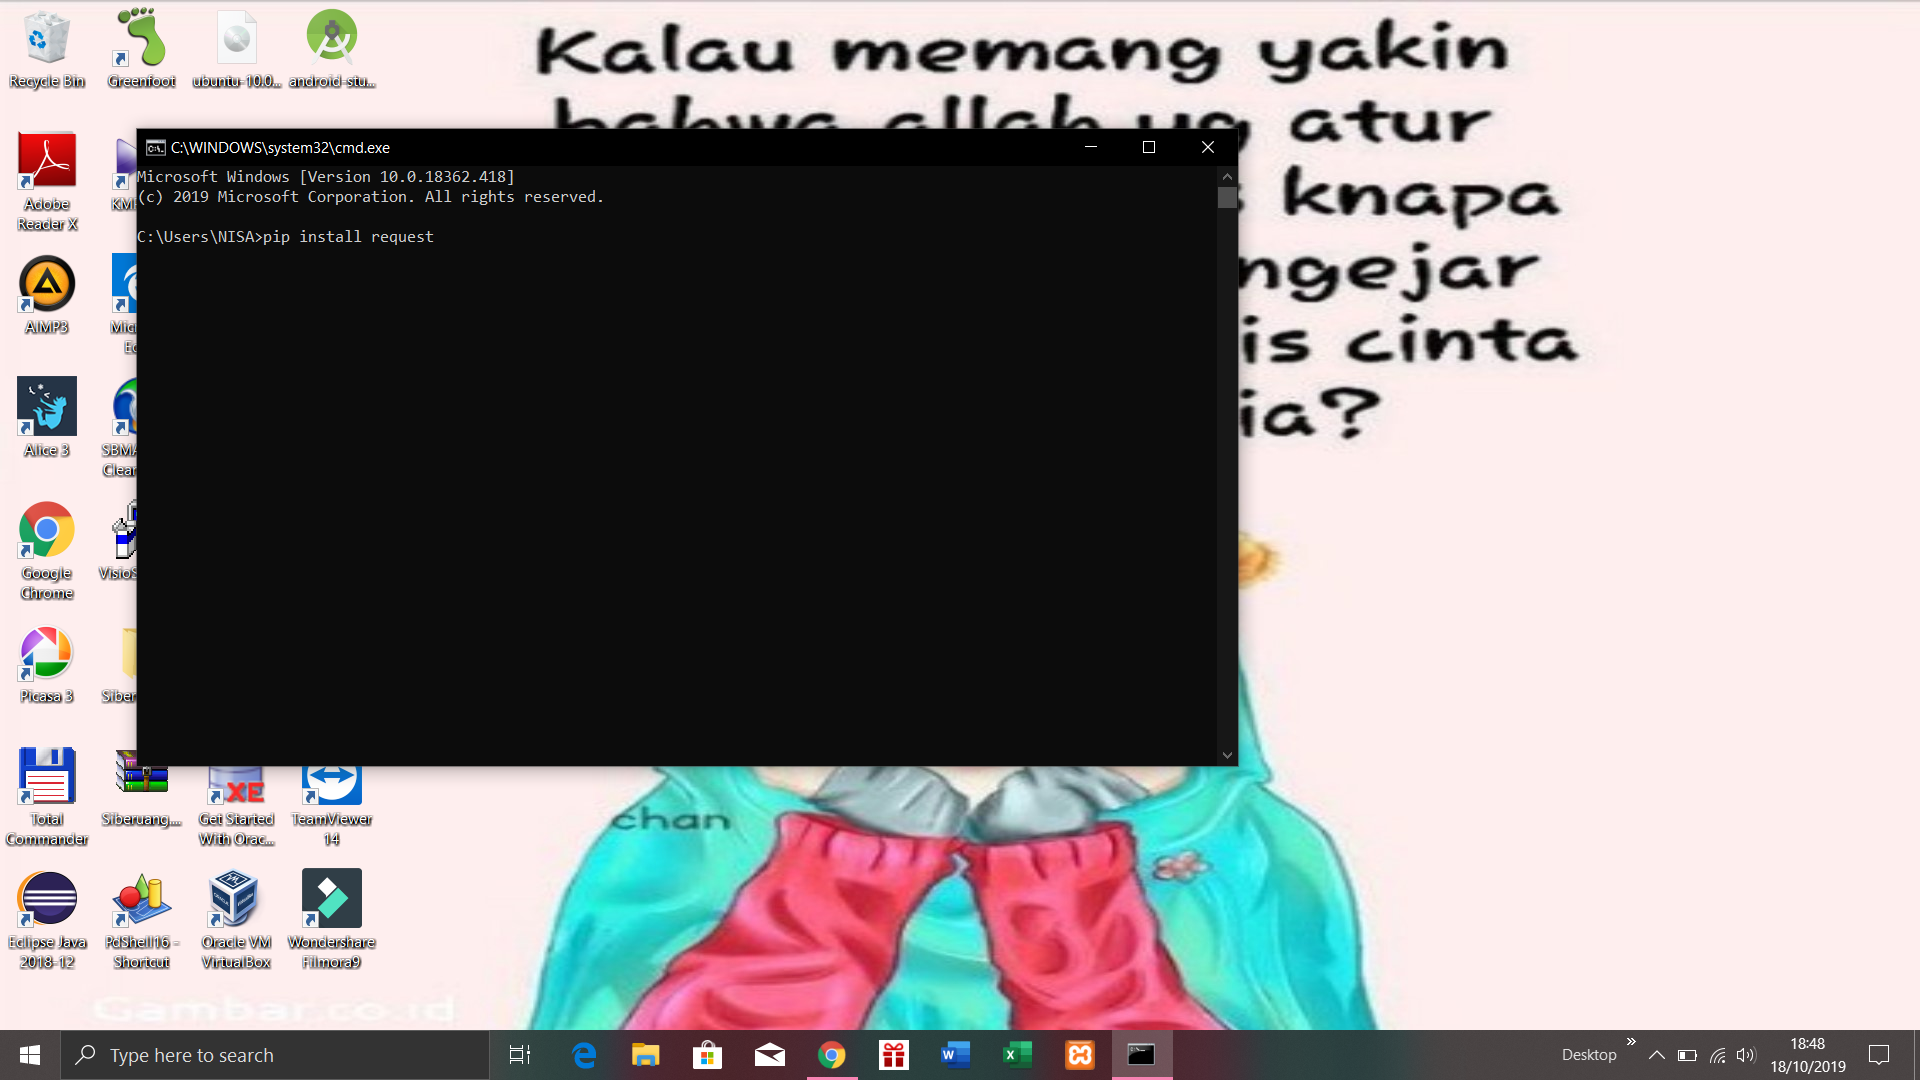 Recycle Bin
Greenfoot
ubuntu-10.0...
android-stu...
Kalau memang yakin
bahwa allah yg atur
knapa
ngejar
is cinta
ia?
C:\WINDOWS\system32\cmd.exe
Microsoft Windows [Version 10.0.18362.418]
(c) 2019 Microsoft Corporation. All rights reserved.
C:\Users\NISA>pip install request
Adobe
Reader X
KM
AIMP3
Mic
Ed
Alice 3
SBMA
Clean
Google
Chrome
VisioS
Picasa 3
Siber
Total
Commander
Siberuang....
XE
Get Started
With Orac...
TeamViewer
14
chan
Eclipse Java
2018-12
PdShell16 -
Shortcut
Oracle VM
VirtualBox
Wondershare
Filmora9
Gambar.co.id
Type here to search
Desktop
18:48
18/10/2019